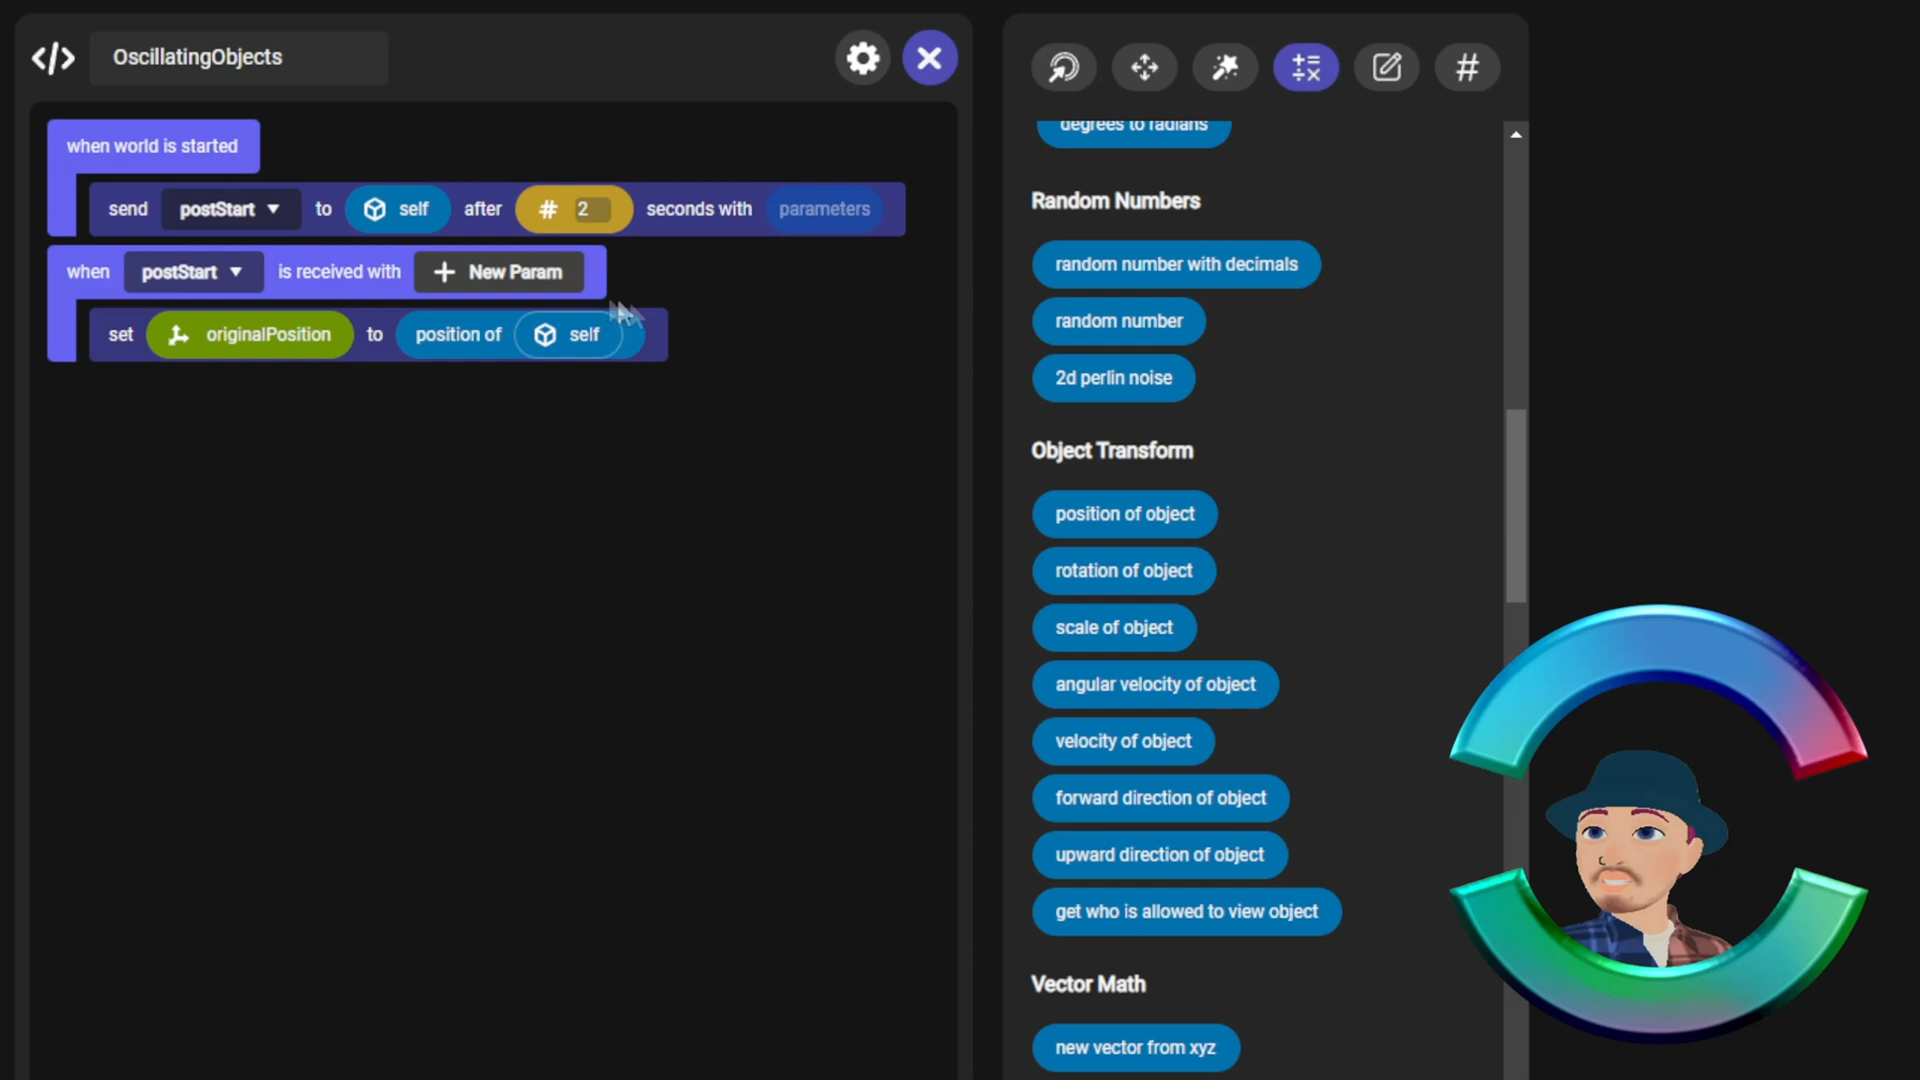 OscillatingObjects
when world is started
send postStart to self after # 2 seconds with parameters
when postStart is received with + New Param
set originalPosition to position of self
#
degrees to radians
Random Numbers
random number with decimals
random number
2d perlin noise
Object Transform
position of object
rotation of object
scale of object
angular velocity of object
velocity of object
forward direction of object
upward direction of object
get who is allowed to view object
Vector Math
new vector from xyz